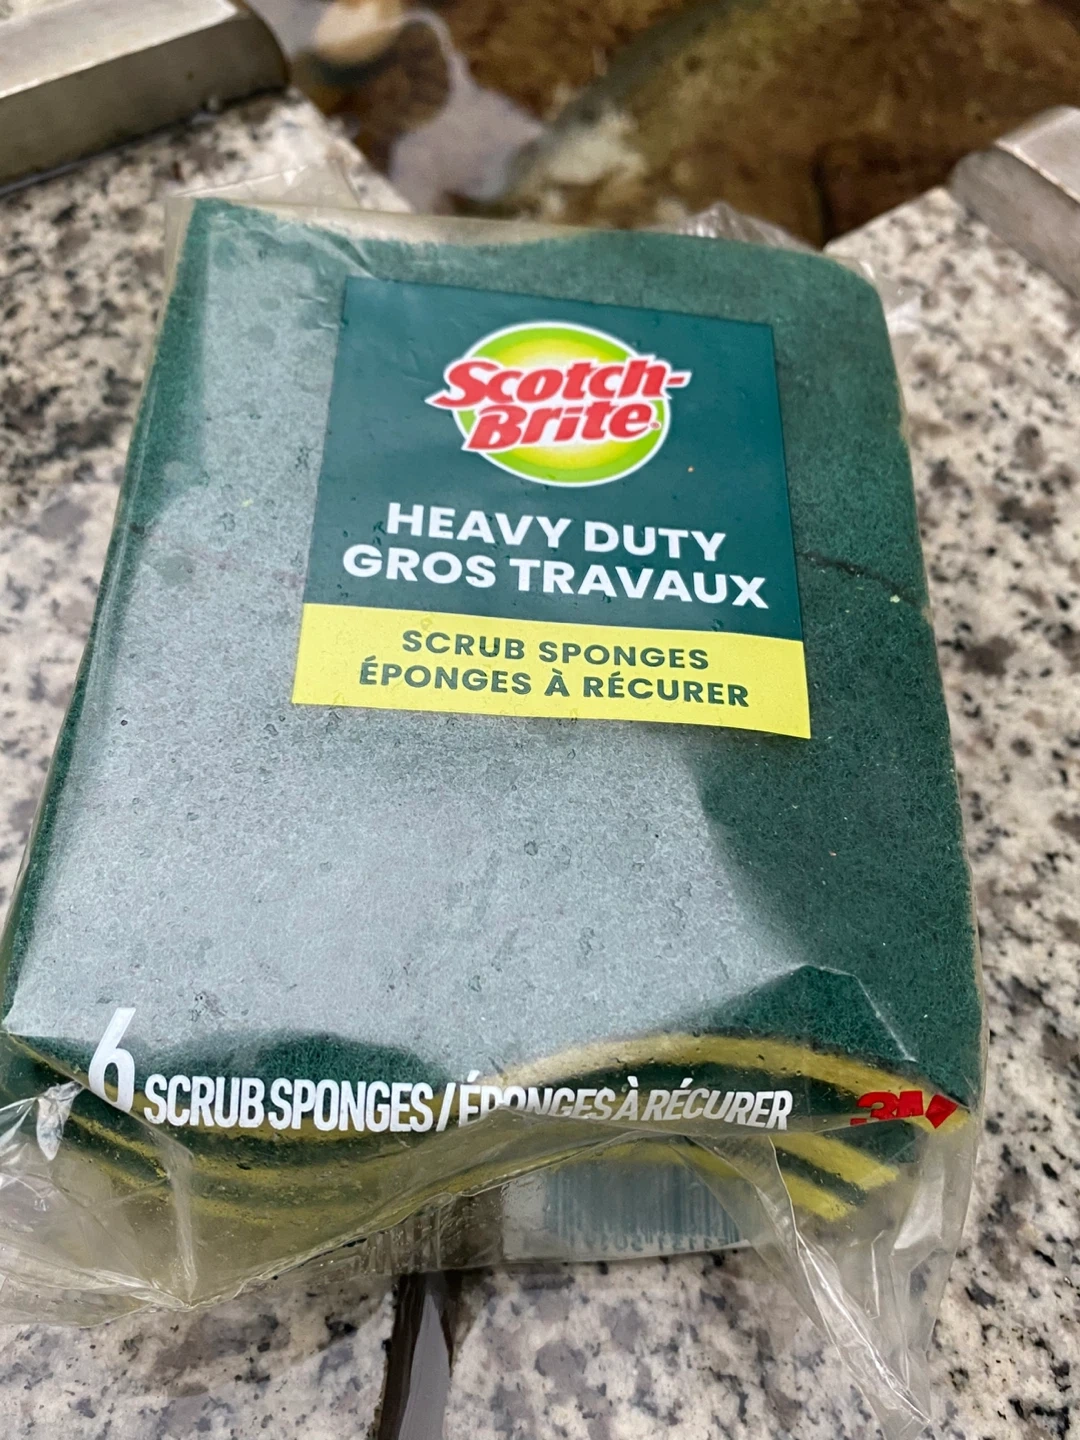 Scotch-
Brite
HEAVY DUTY
GROS TRAVAUX
SCRUB SPONGES
ÉPONGES À RÉCURER
6 SCRUB SPONGES / ÉPONGES À RÉCURER
3M